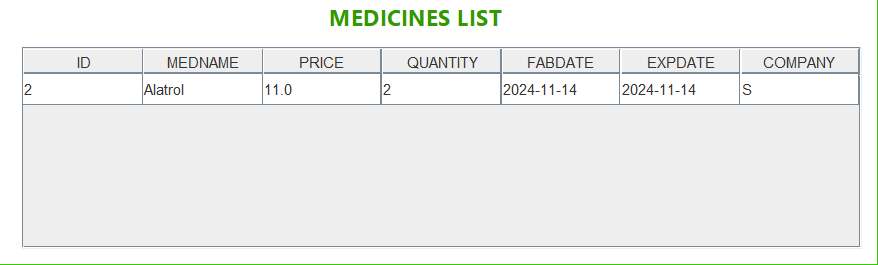 MEDICINES LIST
ID MEDNAME PRICE QUANTITY FABDATE EXPDATE COMPANY
2 Alatrol 11.0 2 2024-11-14 2024-11-14 S